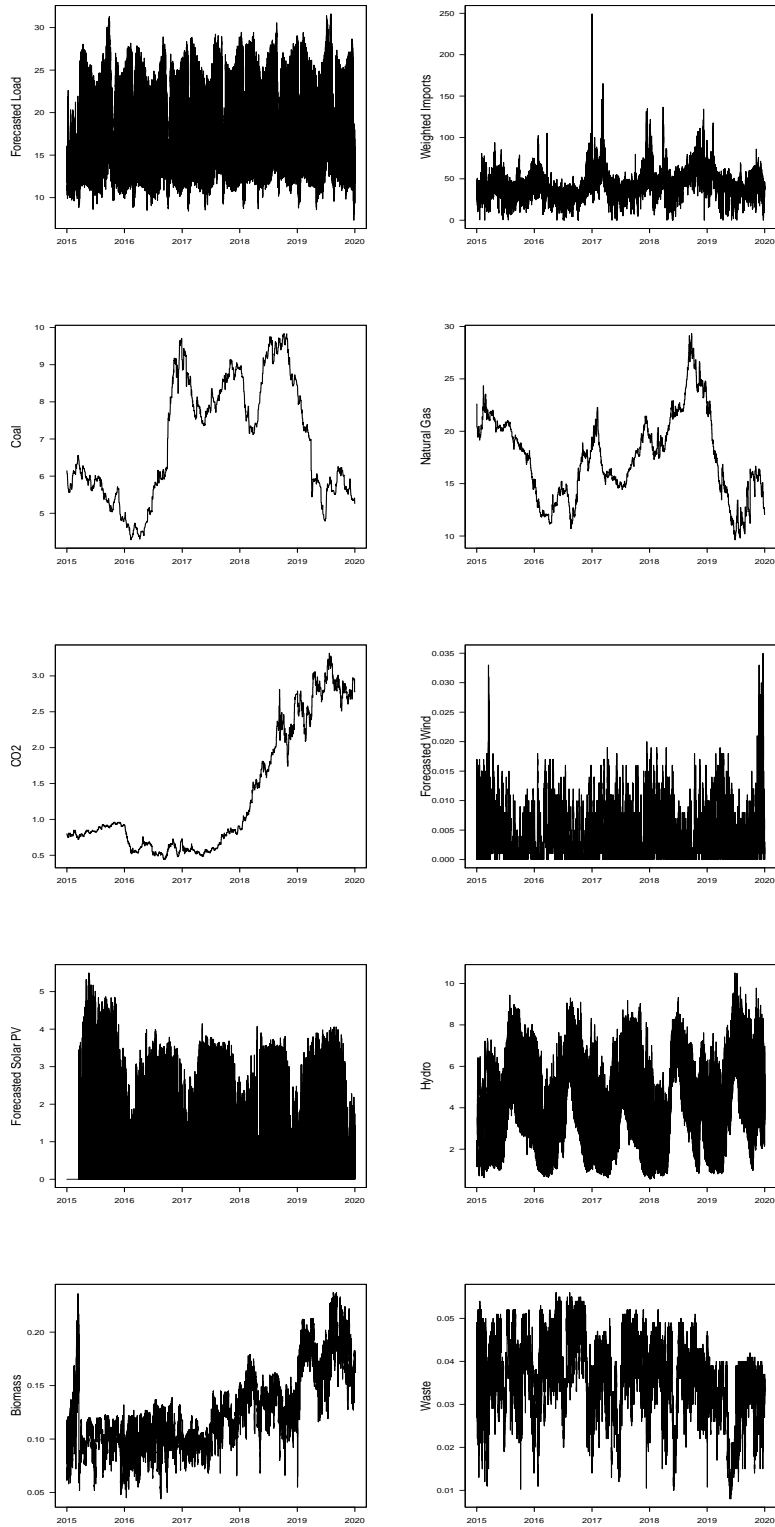 Forecasted Load
30
25
20
15
10
2015 2016 2017 2018 2019 2020
Weighted Imports
250
200
150
100
50
0
2015 2016 2017 2018 2019 2020
Coal
10
9
8
7
6
5
2015 2016 2017 2018 2019 2020
Natural Gas
30
25
20
15
10
2015 2016 2017 2018 2019 2020
CO2
3.0
2.5
2.0
1.5
1.0
0.5
2015 2016 2017 2018 2019 2020
Forecasted Wind
0.035
0.030
0.025
0.020
0.015
0.010
0.005
0.000
2015 2016 2017 2018 2019 2020
Forecasted Solar PV
5
4
3
2
1
0
2015 2016 2017 2018 2019 2020
Hydro
10
8
6
4
2
2015 2016 2017 2018 2019 2020
Biomass
0.20
0.15
0.10
0.05
2015 2016 2017 2018 2019 2020
Waste
0.05
0.04
0.03
0.02
0.01
2015 2016 2017 2018 2019 2020